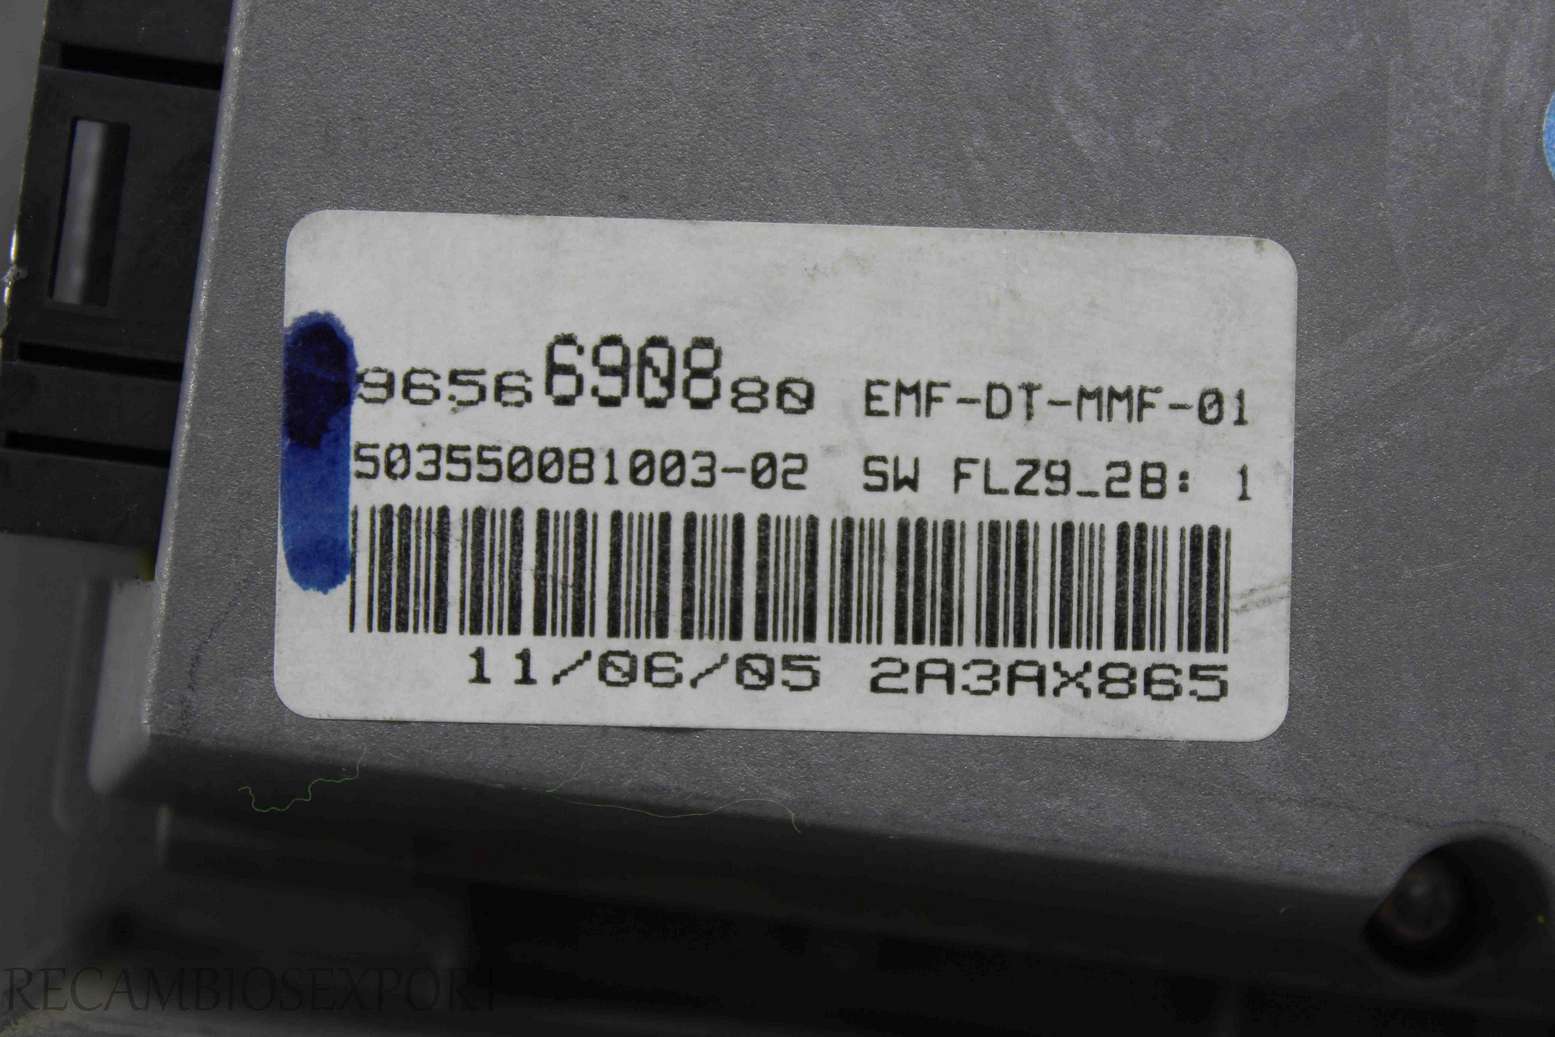 9656690880 EMF-DT-MMF-01
503550081003-02 SW FLZ9_2B: 1
11/06/05 2A3AX865
RECAMBIOSEXPORT